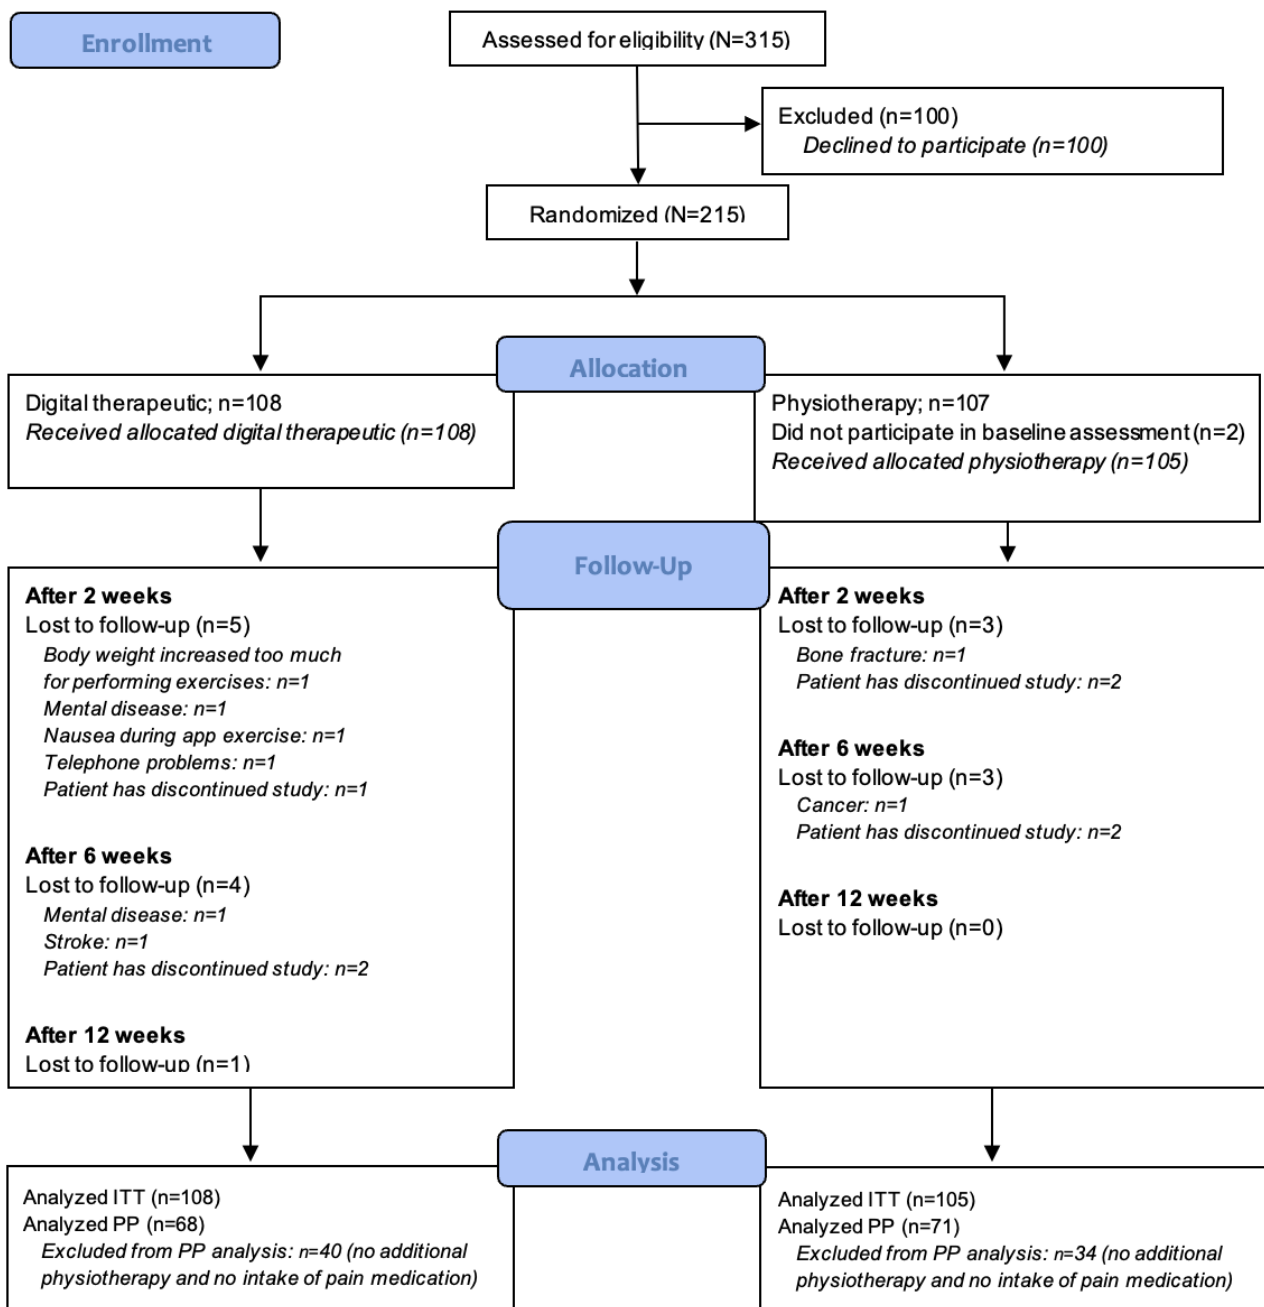 Enrollment
Assessed for eligibility (N=315)
Excluded (n=100)
Declined to participate (n=100)
Randomized (N=215)
Allocation
Digital therapeutic; n=108
Received allocated digital therapeutic (n=108)
Physiotherapy; n=107
Did not participate in baseline assessment (n=2)
Received allocated physiotherapy (n=105)
Follow-Up
After 2 weeks
Lost to follow-up (n=5)
Body weight increased too much
for performing exercises: n=1
Mental disease: n=1
Nausea during app exercise: n=1
Telephone problems: n=1
Patient has discontinued study: n=1
After 6 weeks
Lost to follow-up (n=4)
Mental disease: n=1
Stroke: n=1
Patient has discontinued study: n=2
After 12 weeks
Lost to follow-up (n=1)
After 2 weeks
Lost to follow-up (n=3)
Bone fracture: n=1
Patient has discontinued study: n=2
After 6 weeks
Lost to follow-up (n=3)
Cancer: n=1
Patient has discontinued study: n=2
After 12 weeks
Lost to follow-up (n=0)
Analysis
Analyzed ITT (n=108)
Analyzed PP (n=68)
Excluded from PP analysis: n=40 (no additional
physiotherapy and no intake of pain medication)
Analyzed ITT (n=105)
Analyzed PP (n=71)
Excluded from PP analysis: n=34 (no additional
physiotherapy and no intake of pain medication)